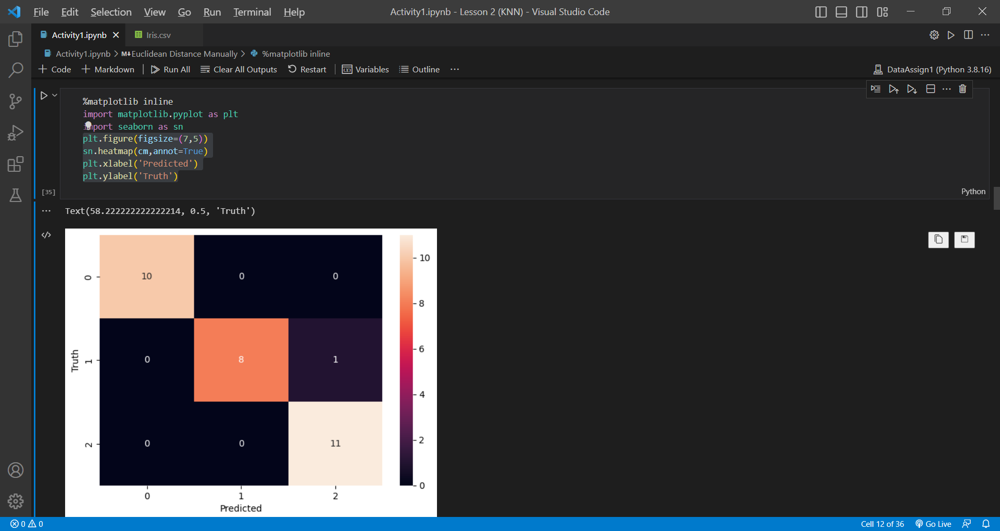 File Edit Selection View Go Run Terminal Help Activity1.ipynb - Lesson 2 (KNN) - Visual Studio Code
Activity1.ipynb Iris.csv
Activity1.ipynb > M↓Euclidean Distance Manually > %matplotlib inline
+ Code + Markdown | Run All Clear All Outputs Restart | Variables Outline ... DataAssign1 (Python 3.8.16)
%matplotlib inline
import matplotlib.pyplot as plt
import seaborn as sn
plt.figure(figsize=(7,5))
sn.heatmap(cm,annot=True)
plt.xlabel('Predicted')
plt.ylabel('Truth')
[35] Python
Text(58.222222222222214, 0.5, 'Truth')
10
0 10 0 0
8
6
Truth
1 0 8 1
4
2
2 0 0 11
0
0 1 2
Predicted
0 0 Cell 12 of 36 Go Live